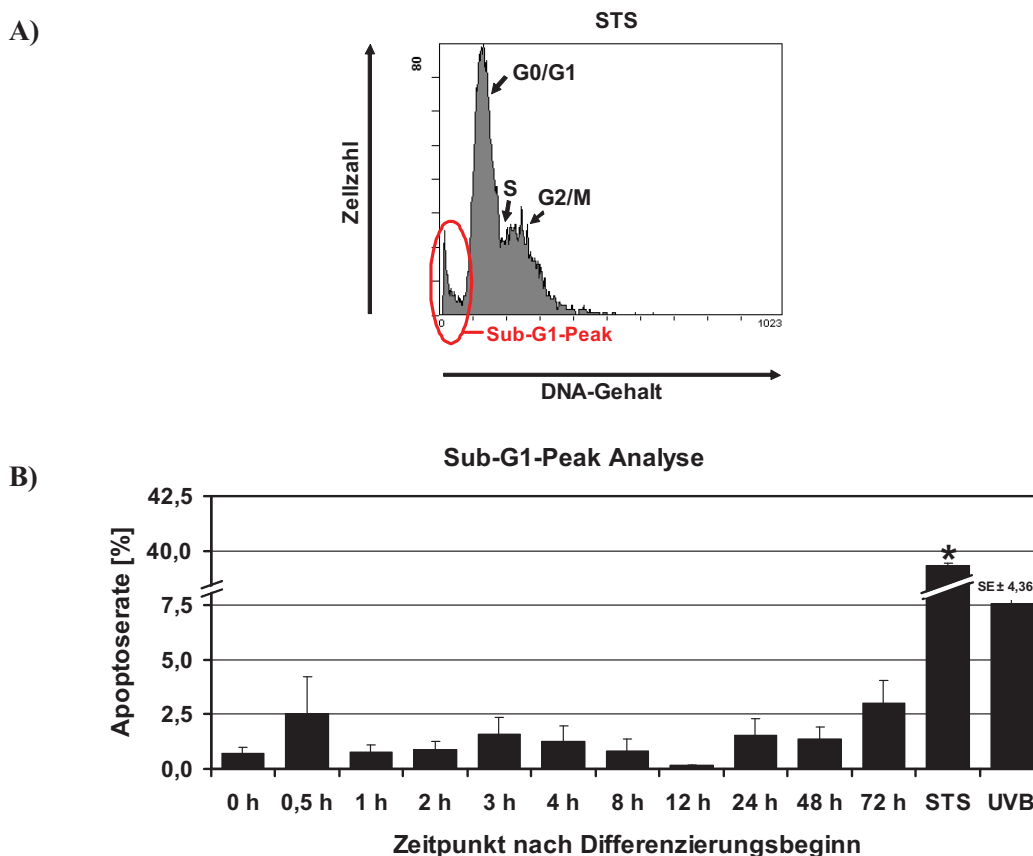 A)
STS
80
G0/G1
S
G2/M
Zellzahl
0
1023
Sub-G1-Peak
DNA-Gehalt
B)
Sub-G1-Peak Analyse
Apoptoserate [%]
42,5
40,0
7,5
5,0
2,5
0,0
*
SE ± 4,36
0 h 0,5 h 1 h 2 h 3 h 4 h 8 h 12 h 24 h 48 h 72 h STS UVB
Zeitpunkt nach Differenzierungsbeginn